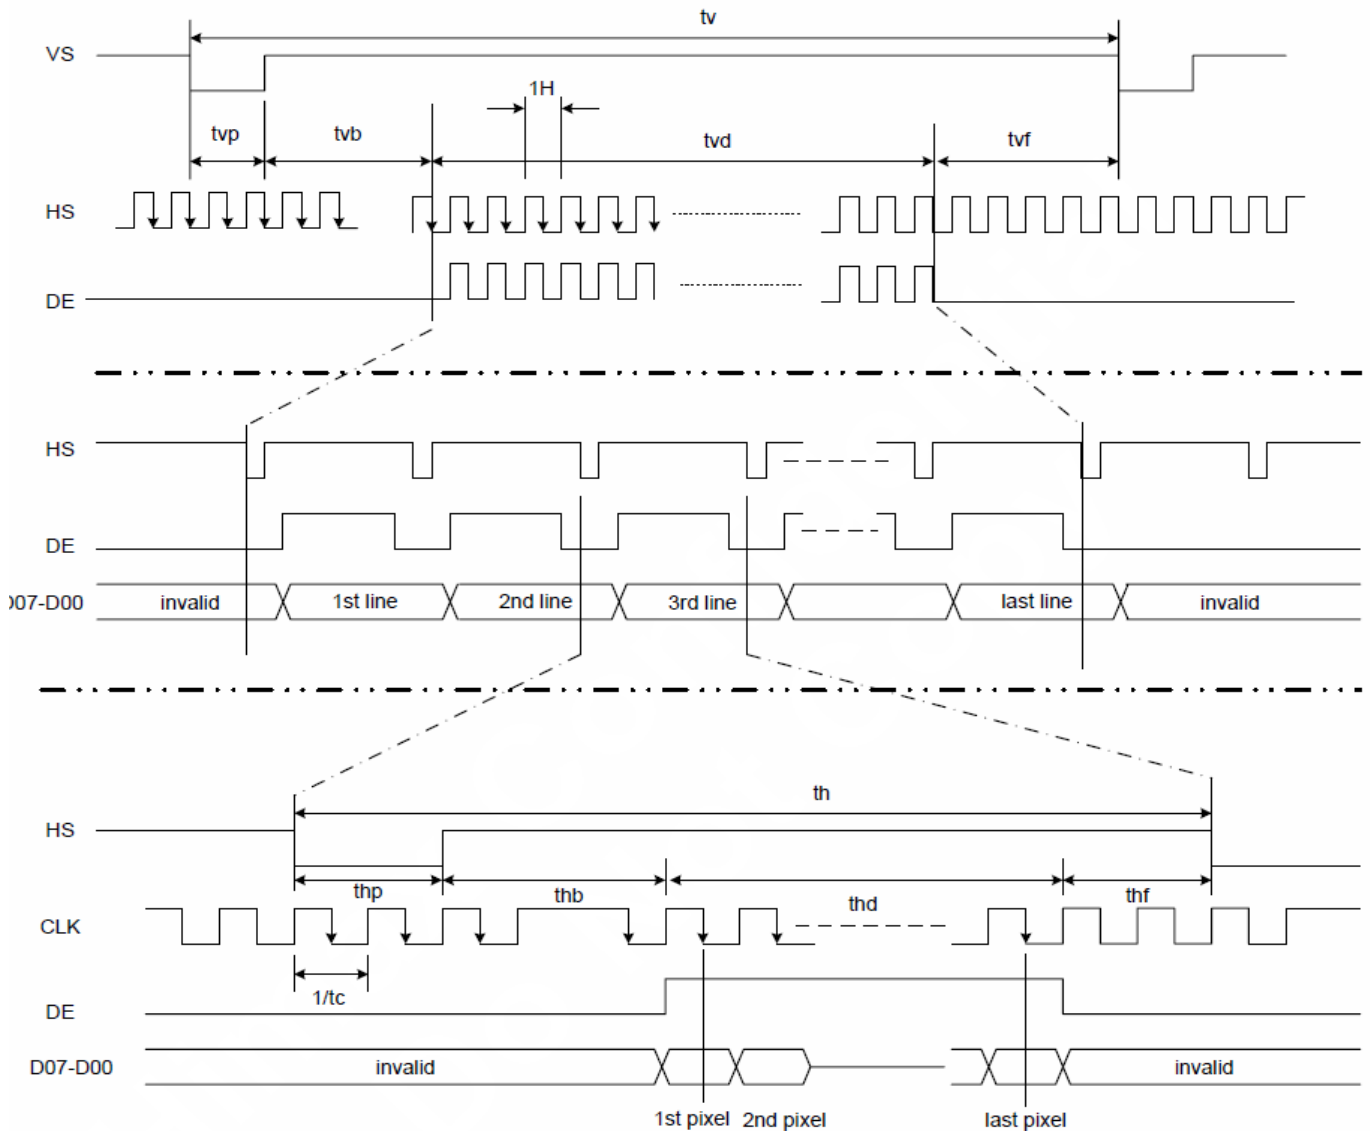 tv
VS
1H
tvp
tvb
tvd
tvf
HS
DE
HS
DE
D07-D00
invalid
1st line
2nd line
3rd line
last line
invalid
th
HS
thp
thb
thd
thf
CLK
1/tc
DE
D07-D00
invalid
invalid
1st pixel
2nd pixel
last pixel